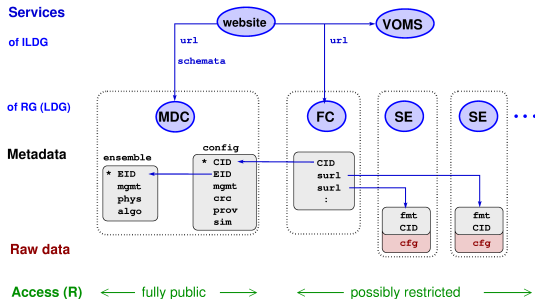 Services
website
VOMS
of ILDG
url
url
schemata
of RG (LDG)
MDC
FC
SE
SE
...
Metadata
ensemble
* EID
mgmt
phys
algo
config
* CID
EID
mgmt
crc
prov
sim
CID
surl
surl
:
fmt
CID
cfg
fmt
CID
cfg
Raw data
Access (R)
fully public
possibly restricted